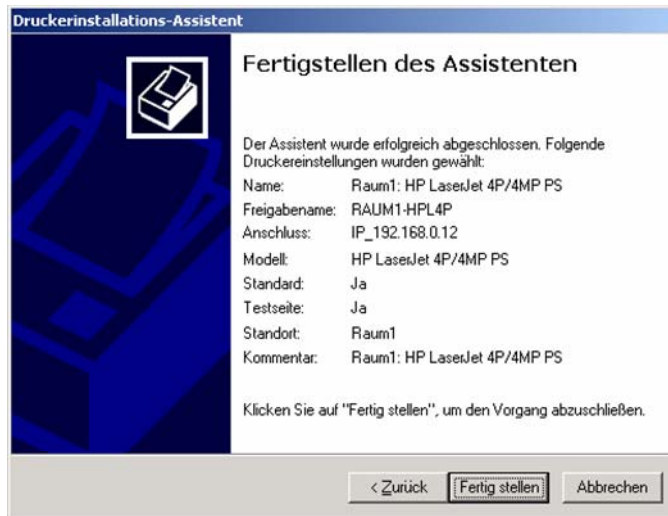 Druckerinstallations-Assistent
Fertigstellen des Assistenten
Der Assistent wurde erfolgreich abgeschlossen. Folgende
Druckereinstellungen wurden gewählt:
Name: Raum1: HP LaserJet 4P/4MP PS
Freigabename: RAUM1-HPL4P
Anschluss: IP_192.168.0.12
Modell: HP LaserJet 4P/4MP PS
Standard: Ja
Testseite: Ja
Standort: Raum1
Kommentar: Raum1: HP LaserJet 4P/4MP PS
Klicken Sie auf "Fertig stellen", um den Vorgang abzuschließen.
< Zurück Fertig stellen Abbrechen